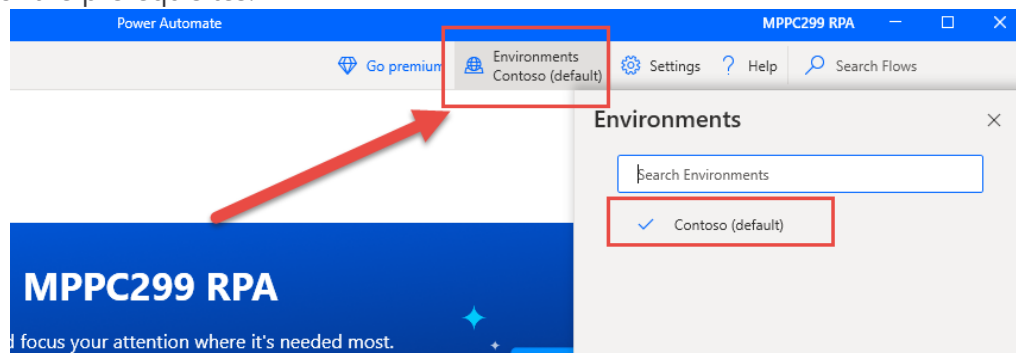 Power Automate
MPPC299 RPA
Go premium
Environments
Contoso (default)
Settings
? Help
Search Flows
Environments
Search Environments
Contoso (default)
MPPC299 RPA
focus your attention where it's needed most.